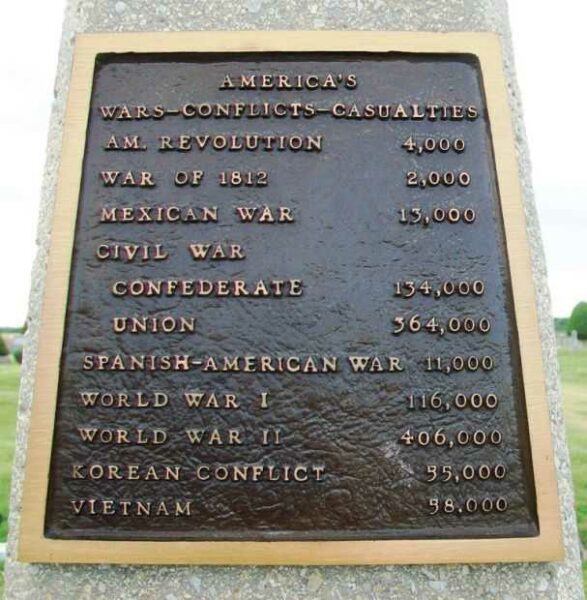 AMERICA'S
WARS-CONFLICTS-CASUALTIES
AM. REVOLUTION 4,000
WAR OF 1812 2,000
MEXICAN WAR 13,000
CIVIL WAR
CONFEDERATE 134,000
UNION 364,000
SPANISH-AMERICAN WAR 11,000
WORLD WAR I 116,000
WORLD WAR II 406,000
KOREAN CONFLICT 55,000
VIETNAM 58,000